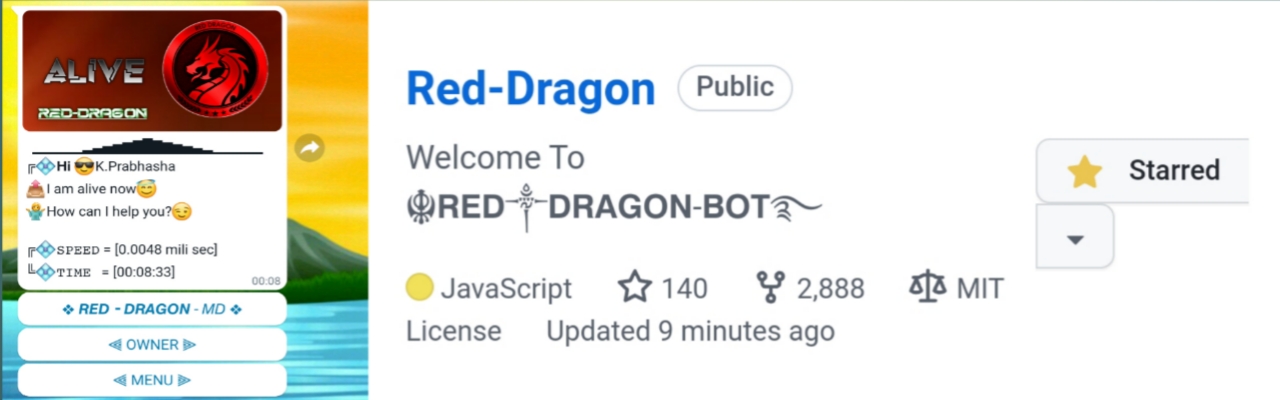 ALIVE
RED-DRAGON
╔💠Hi 😎K.Prabhasha
📤I am alive now😇
🤷How can I help you?😏
╔💠SPEED = [0.0048 mili sec]
╚💠TIME = [00:08:33]
00:08
❖ RED - DRAGON - MD ❖
⫷ OWNER ⫸
⫷ MENU ⫸
Red-Dragon Public
Welcome To
☬RED༒DRAGON-BOT࿐
JavaScript 140 2,888 MIT
License Updated 9 minutes ago
Starred